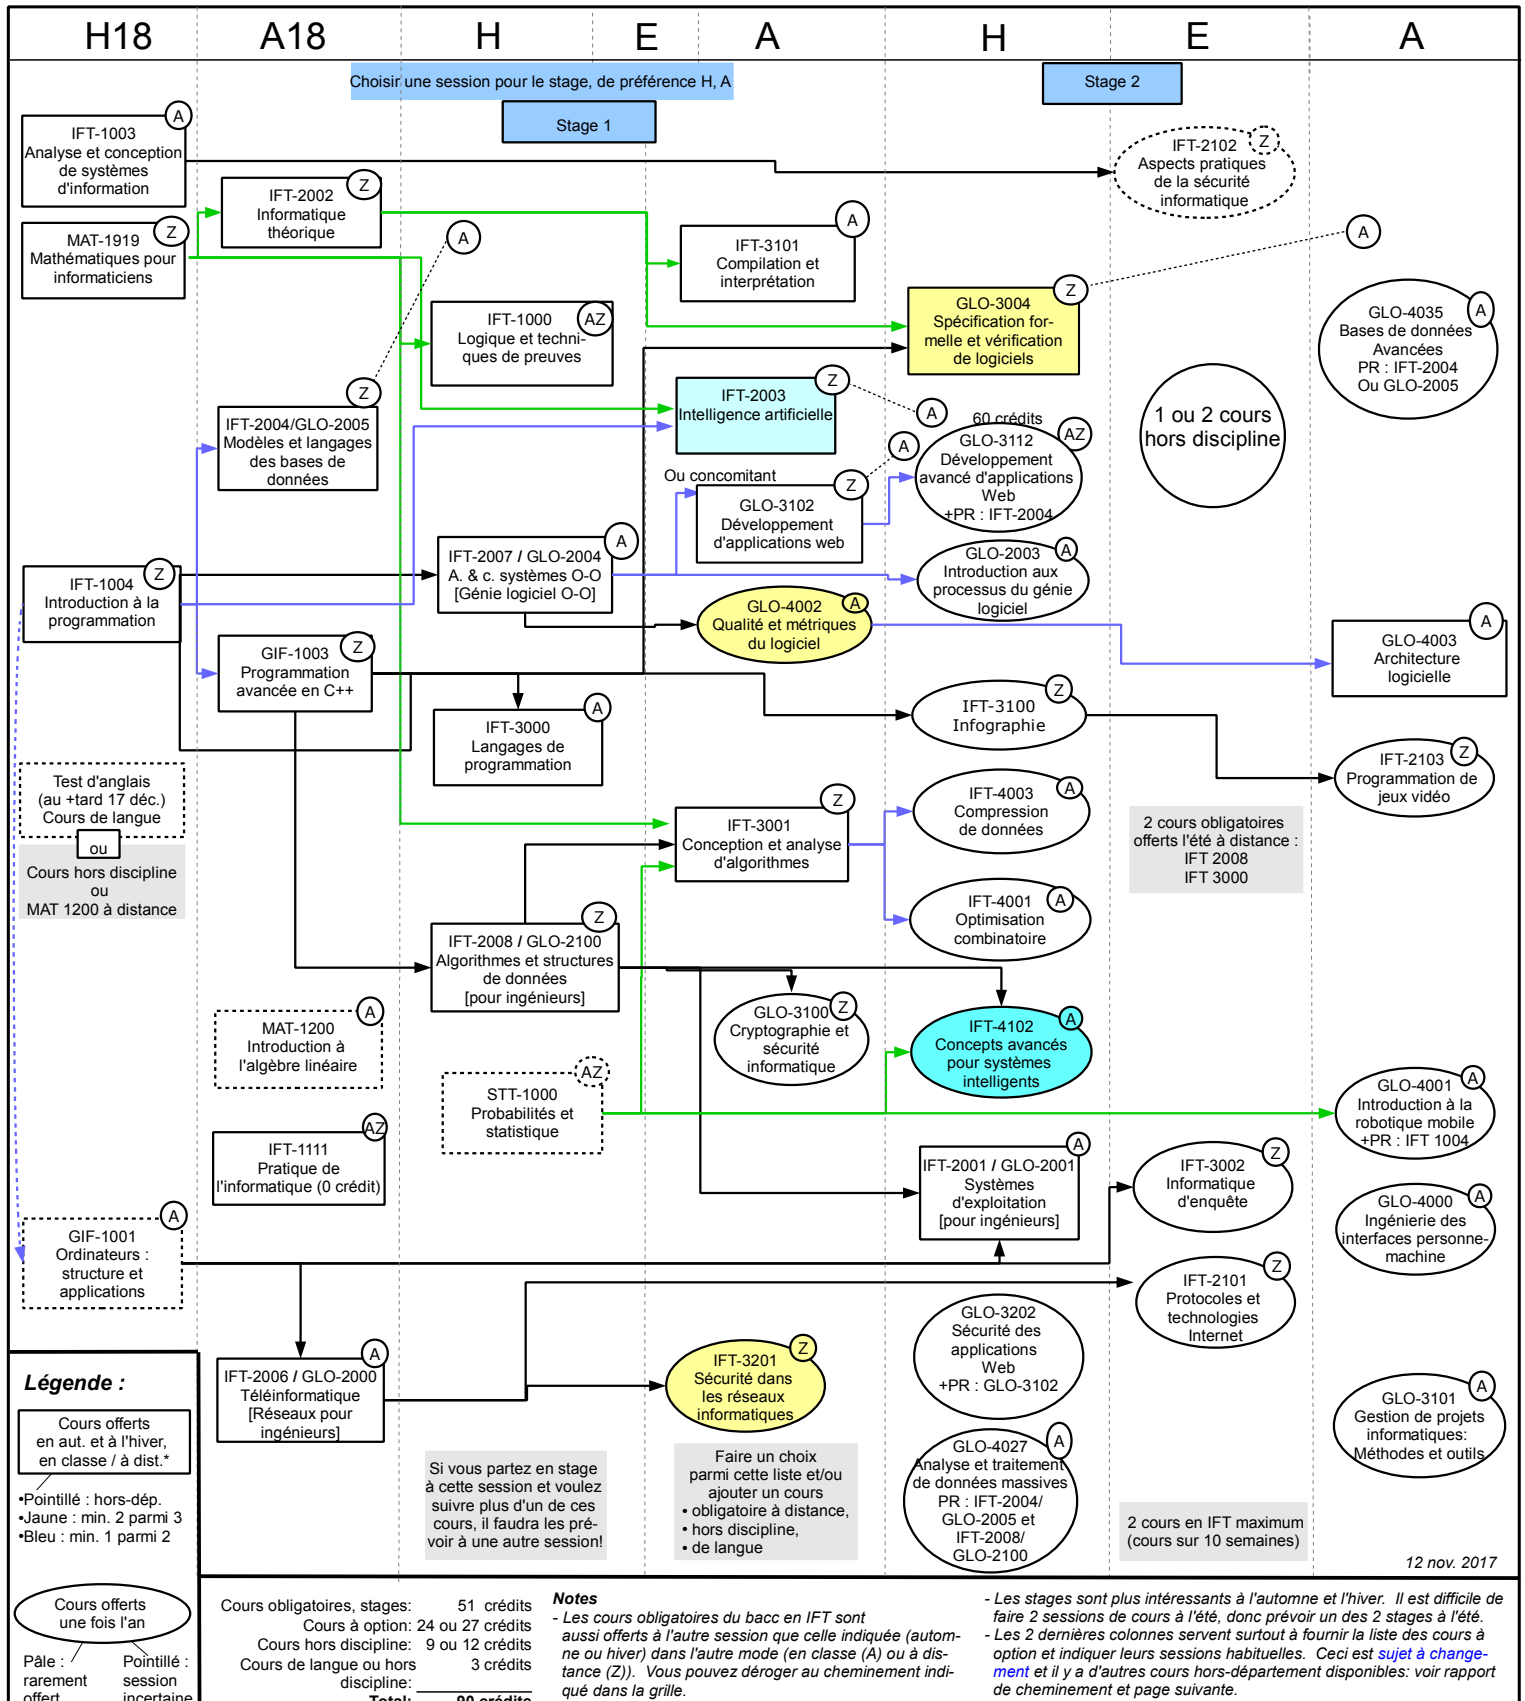 H18 A18 H E A H E A
Choisir une session pour le stage, de préférence H, A
Stage 1
Stage 2
A
IFT-1003
Analyse et conception
de systèmes
d'information
Z
MAT-1919
Mathématiques pour
informaticiens
Z
IFT-1004
Introduction à la
programmation
Test d'anglais
(au +tard 17 déc.)
Cours de langue
ou
Cours hors discipline
ou
MAT 1200 à distance
A
GIF-1001
Ordinateurs :
structure et
applications
Z
IFT-2002
Informatique
théorique
A
Z
IFT-2004/GLO-2005
Modèles et langages
des bases de
données
Z
GIF-1003
Programmation
avancée en C++
A
MAT-1200
Introduction à
l'algèbre linéaire
AZ
IFT-1111
Pratique de
l'informatique (0 crédit)
A
IFT-2006 / GLO-2000
Téléinformatique
[Réseaux pour
ingénieurs]
AZ
IFT-1000
Logique et techni-
ques de preuves
A
IFT-2007 / GLO-2004
A. & c. systèmes O-O
[Génie logiciel O-O]
A
IFT-3000
Langages de
programmation
Z
IFT-2008 / GLO-2100
Algorithmes et structures
de données
[pour ingénieurs]
AZ
STT-1000
Probabilités et
statistique
Si vous partez en stage
à cette session et voulez
suivre plus d'un de ces
cours, il faudra les pré-
voir à une autre session!
A
IFT-3101
Compilation et
interprétation
Z
IFT-2003
Intelligence artificielle
A
Ou concomitant
A
Z
GLO-3102
Développement
d'applications web
A
GLO-4002
Qualité et métriques
du logiciel
Z
IFT-3001
Conception et analyse
d'algorithmes
Z
GLO-3100
Cryptographie et
sécurité
informatique
Z
IFT-3201
Sécurité dans
les réseaux
informatiques
Faire un choix
parmi cette liste et/ou
ajouter un cours
• obligatoire à distance,
• hors discipline,
• de langue
Z
GLO-3004
Spécification for-
melle et vérification
de logiciels
A
60 crédits
AZ
GLO-3112
Développement
avancé d'applications
Web
+PR : IFT-2004
A
GLO-2003
Introduction aux
processus du génie
logiciel
Z
IFT-3100
Infographie
A
IFT-4003
Compression
de données
A
IFT-4001
Optimisation
combinatoire
A
IFT-4102
Concepts avancés
pour systèmes
intelligents
A
IFT-2001 / GLO-2001
Systèmes
d'exploitation
[pour ingénieurs]
GLO-3202
Sécurité des
applications
Web
+PR : GLO-3102
A
GLO-4027
Analyse et traitement
de données massives
PR : IFT-2004/
GLO-2005 et
IFT-2008/
GLO-2100
Z
IFT-2102
Aspects pratiques
de la sécurité
informatique
1 ou 2 cours
hors discipline
2 cours obligatoires
offerts l'été à distance :
IFT 2008
IFT 3000
Z
IFT-3002
Informatique
d'enquête
Z
IFT-2101
Protocoles et
technologies
Internet
2 cours en IFT maximum
(cours sur 10 semaines)
A
GLO-4035
Bases de données
Avancées
PR : IFT-2004
Ou GLO-2005
A
GLO-4003
Architecture
logicielle
Z
IFT-2103
Programmation de
jeux vidéo
A
GLO-4001
Introduction à la
robotique mobile
+PR : IFT 1004
A
GLO-4000
Ingénierie des
interfaces personne-
machine
A
GLO-3101
Gestion de projets
informatiques:
Méthodes et outils
12 nov. 2017
Légende :
Cours offerts
en aut. et à l'hiver,
en classe / à dist.*
•Pointillé : hors-dép.
•Jaune : min. 2 parmi 3
•Bleu : min. 1 parmi 2
Cours offerts
une fois l'an
Pâle :
rarement
offert
Pointillé :
session
incertaine
Cours obligatoires, stages: 51 crédits
Cours à option: 24 ou 27 crédits
Cours hors discipline: 9 ou 12 crédits
Cours de langue ou hors 3 crédits
discipline:
Total: 90 crédits
Notes
- Les cours obligatoires du bacc en IFT sont
aussi offerts à l'autre session que celle indiquée (autom-
ne ou hiver) dans l'autre mode (en classe (A) ou à dis-
tance (Z)). Vous pouvez déroger au cheminement indi-
qué dans la grille.
- Les stages sont plus intéressants à l'automne et l'hiver. Il est difficile de
faire 2 sessions de cours à l'été, donc prévoir un des 2 stages à l'été.
- Les 2 dernières colonnes servent surtout à fournir la liste des cours à
option et indiquer leurs sessions habituelles. Ceci est sujet à change-
ment et il y a d'autres cours hors-département disponibles: voir rapport
de cheminement et page suivante.